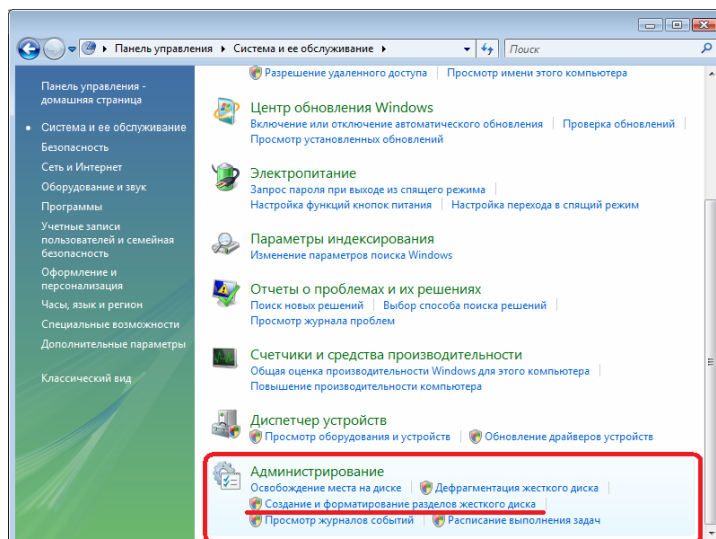 Панель управления ▸ Система и ее обслуживание ▸
Поиск
Панель управления -
домашняя страница
• Система и ее обслуживание
Безопасность
Сеть и Интернет
Оборудование и звук
Программы
Учетные записи
пользователей и семейная
безопасность
Оформление и
персонализация
Часы, язык и регион
Специальные возможности
Дополнительные параметры
Классический вид
Разрешение удаленного доступа | Просмотр имени этого компьютера
Центр обновления Windows
Включение или отключение автоматического обновления | Проверка обновлений |
Просмотр установленных обновлений
Электропитание
Запрос пароля при выходе из спящего режима |
Настройка функций кнопок питания | Настройка перехода в спящий режим
Параметры индексирования
Изменение параметров поиска Windows
Отчеты о проблемах и их решениях
Поиск новых решений | Выбор способа поиска решений |
Просмотр журнала проблем
Счетчики и средства производительности
Общая оценка производительности Windows для этого компьютера |
Повышение производительности компьютера
Диспетчер устройств
Просмотр оборудования и устройств | Обновление драйверов устройств
Администрирование
Освобождение места на диске | Дефрагментация жесткого диска |
Создание и форматирование разделов жесткого диска |
Просмотр журналов событий | Расписание выполнения задач